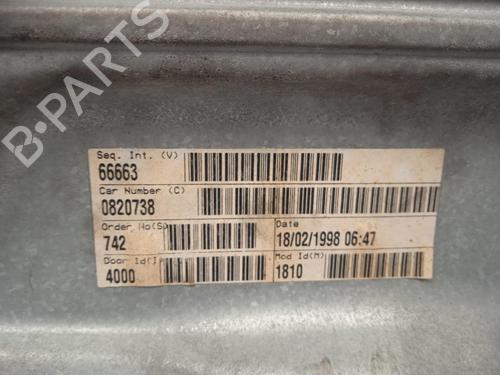 B-PARTS
Seq. Int. (V)
66663
Car Number (C)
0820738
Order No(S)
742
Date
18/02/1998 06:47
Door Id(I)
4000
Mod Id(M)
1810